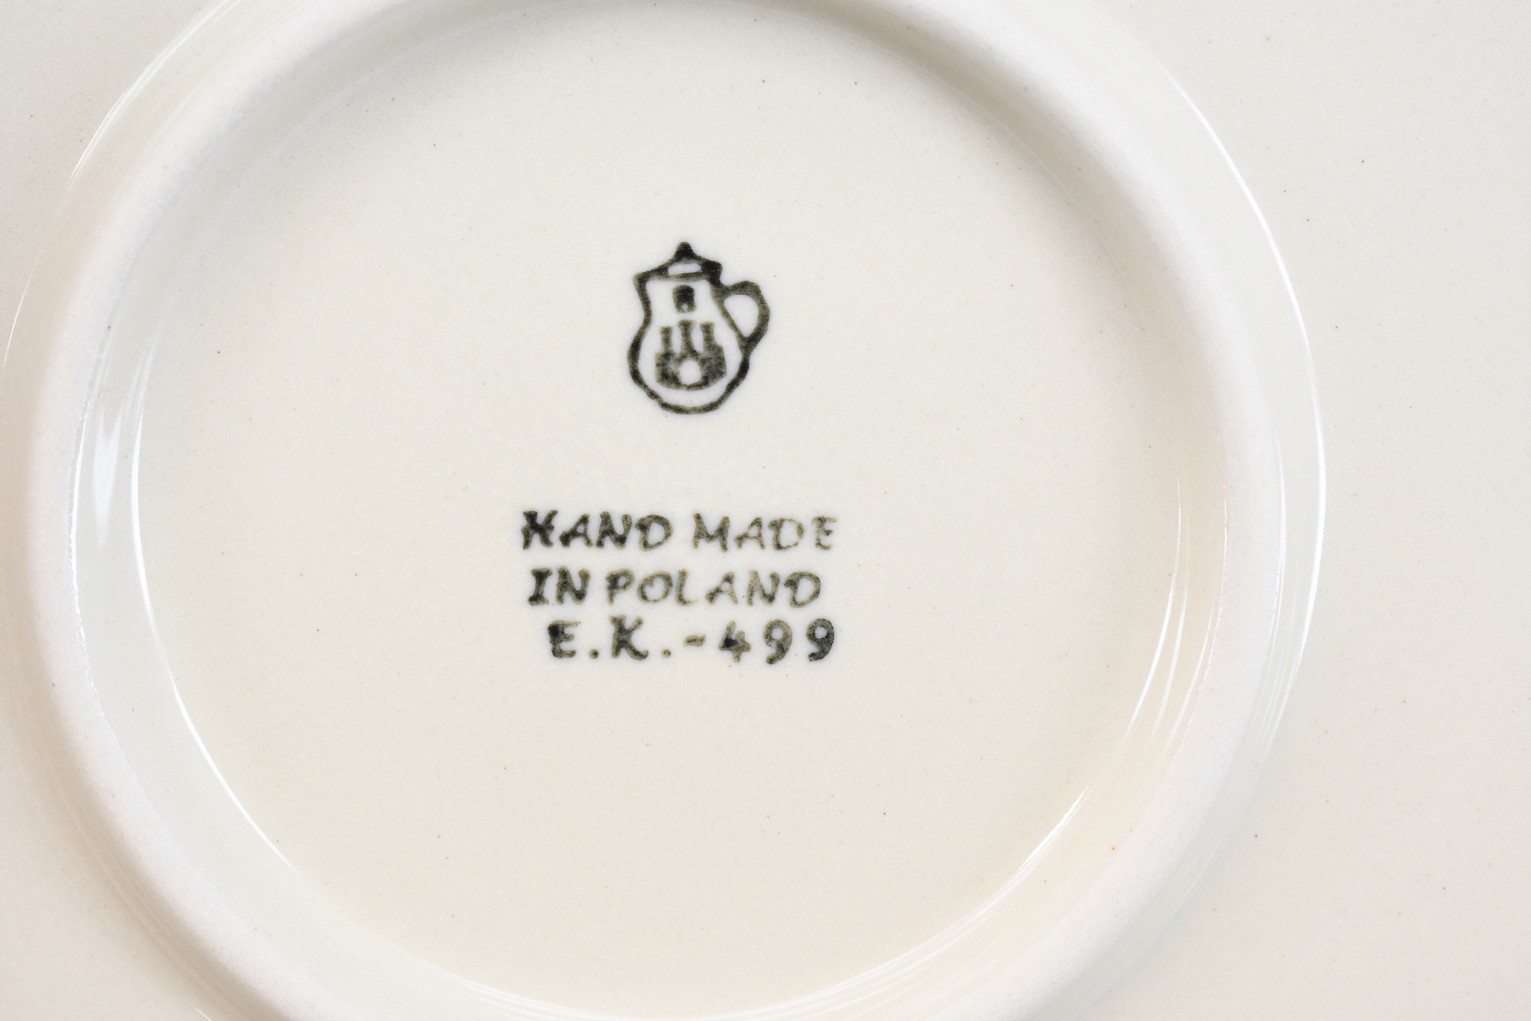 HAND MADE
IN POLAND
E.K.-499